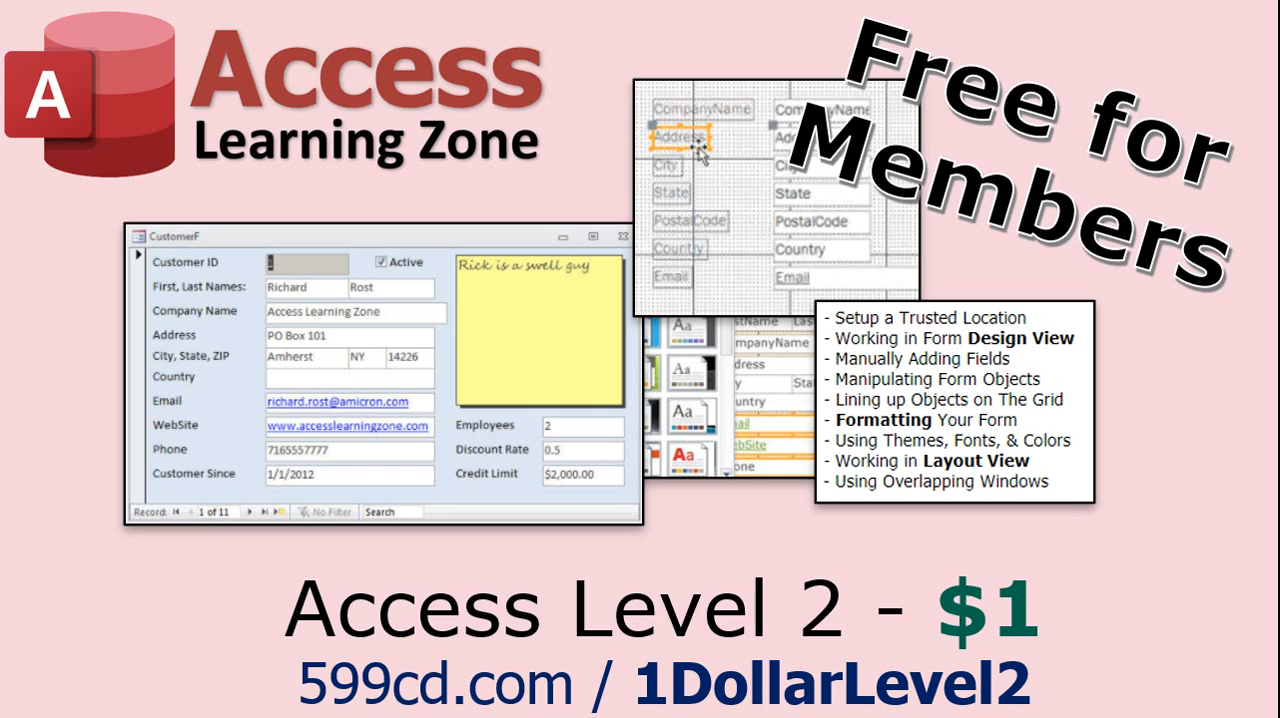 A
Access
Learning Zone
Free for
Members
CompanyName CompanyName
Address
City
State State
PostalCode PostalCode
Country Country
Email Email
CustomerF
Customer ID Active
First, Last Names: Richard Rost
Company Name Access Learning Zone
Address PO Box 101
City, State, ZIP Amherst NY 14226
Country
Email richard.rost@amicron.com
WebSite www.accesslearningzone.com
Phone 7165557777
Customer Since 1/1/2012
Rick is a swell guy
Employees 2
Discount Rate 0.5
Credit Limit $2,000.00
Record: 1 of 11 No Filter Search
Aa
Aa
Aa
Aa
- Setup a Trusted Location
- Working in Form Design View
- Manually Adding Fields
- Manipulating Form Objects
- Lining up Objects on The Grid
- Formatting Your Form
- Using Themes, Fonts, & Colors
- Working in Layout View
- Using Overlapping Windows
Access Level 2 - $1
599cd.com / 1DollarLevel2